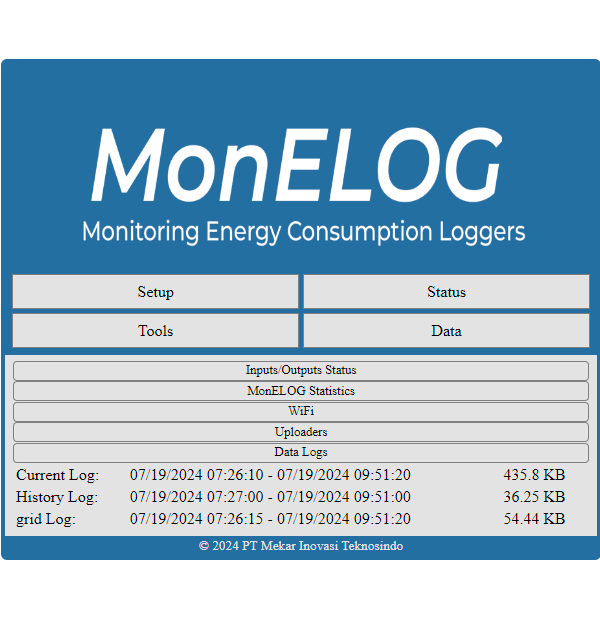 MonELOG
Monitoring Energy Consumption Loggers
Setup Status
Tools Data
Inputs/Outputs Status
MonELOG Statistics
WiFi
Uploaders
Data Logs
Current Log: 07/19/2024 07:26:10 - 07/19/2024 09:51:20 435.8 KB
History Log: 07/19/2024 07:27:00 - 07/19/2024 09:51:00 36.25 KB
grid Log: 07/19/2024 07:26:15 - 07/19/2024 09:51:20 54.44 KB
© 2024 PT Mekar Inovasi Teknosindo